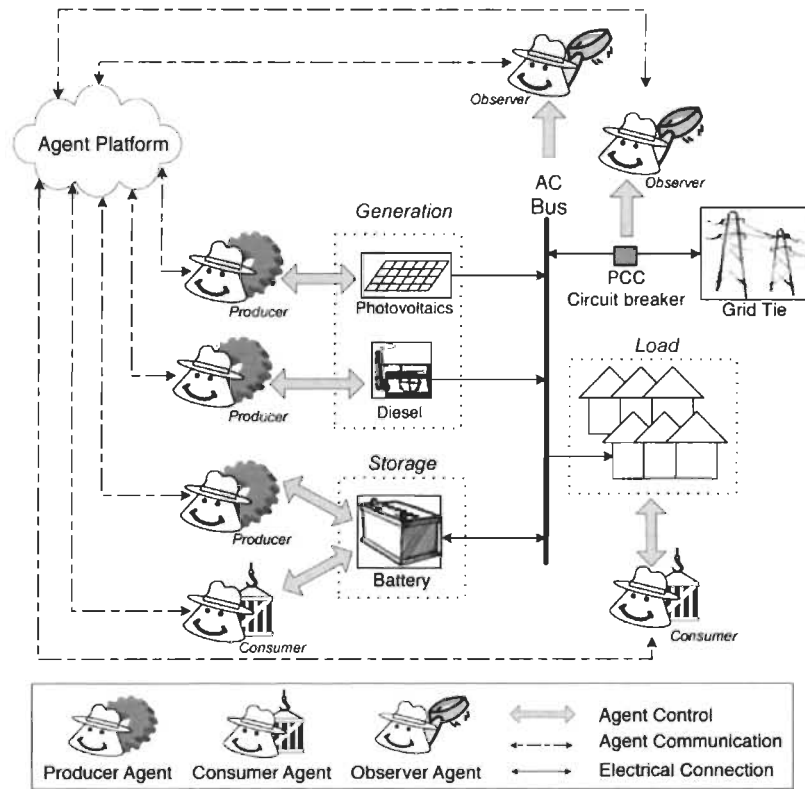 Observer
Agent Platform
Observer
AC
Bus
Generation
Producer
Photovoltaics
PCC
Circuit breaker
Grid Tie
Load
Producer
Diesel
Storage
Producer
Battery
Consumer
Consumer
Producer Agent
Consumer Agent
Observer Agent
Agent Control
Agent Communication
Electrical Connection